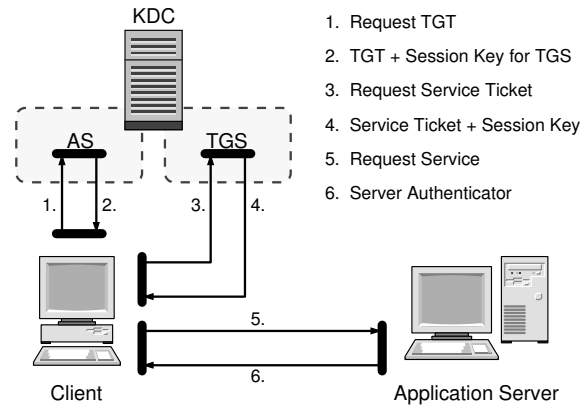 KDC
1. Request TGT
2. TGT + Session Key for TGS
3. Request Service Ticket
4. Service Ticket + Session Key
5. Request Service
6. Server Authenticator
AS
TGS
1.
2.
3.
4.
5.
6.
Client
Application Server